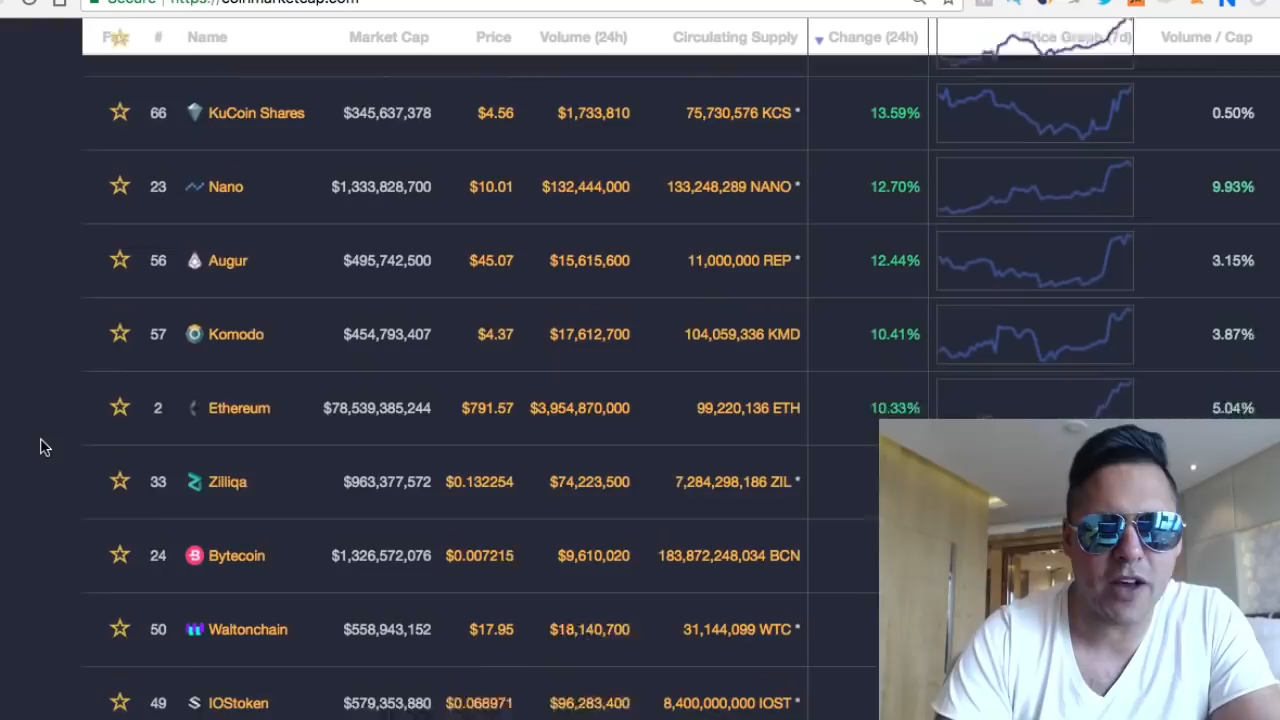 Secure https://coinmarketcap.com
# Name Market Cap Price Volume (24h) Circulating Supply Change (24h) Price Graph (7d) Volume / Cap
66 KuCoin Shares $345,637,378 $4.56 $1,733,810 75,730,576 KCS * 13.59% 0.50%
23 Nano $1,333,828,700 $10.01 $132,444,000 133,248,289 NANO * 12.70% 9.93%
56 Augur $495,742,500 $45.07 $15,615,600 11,000,000 REP * 12.44% 3.15%
57 Komodo $454,793,407 $4.37 $17,612,700 104,059,336 KMD 10.41% 3.87%
2 Ethereum $78,539,385,244 $791.57 $3,954,870,000 99,220,136 ETH 10.33% 5.04%
33 Zilliqa $963,377,572 $0.132254 $74,223,500 7,284,298,186 ZIL *
24 Bytecoin $1,326,572,076 $0.007215 $9,610,020 183,872,248,034 BCN
50 Waltonchain $558,943,152 $17.95 $18,140,700 31,144,099 WTC *
49 IOStoken $579,353,880 $0.068971 $96,283,400 8,400,000,000 IOST *